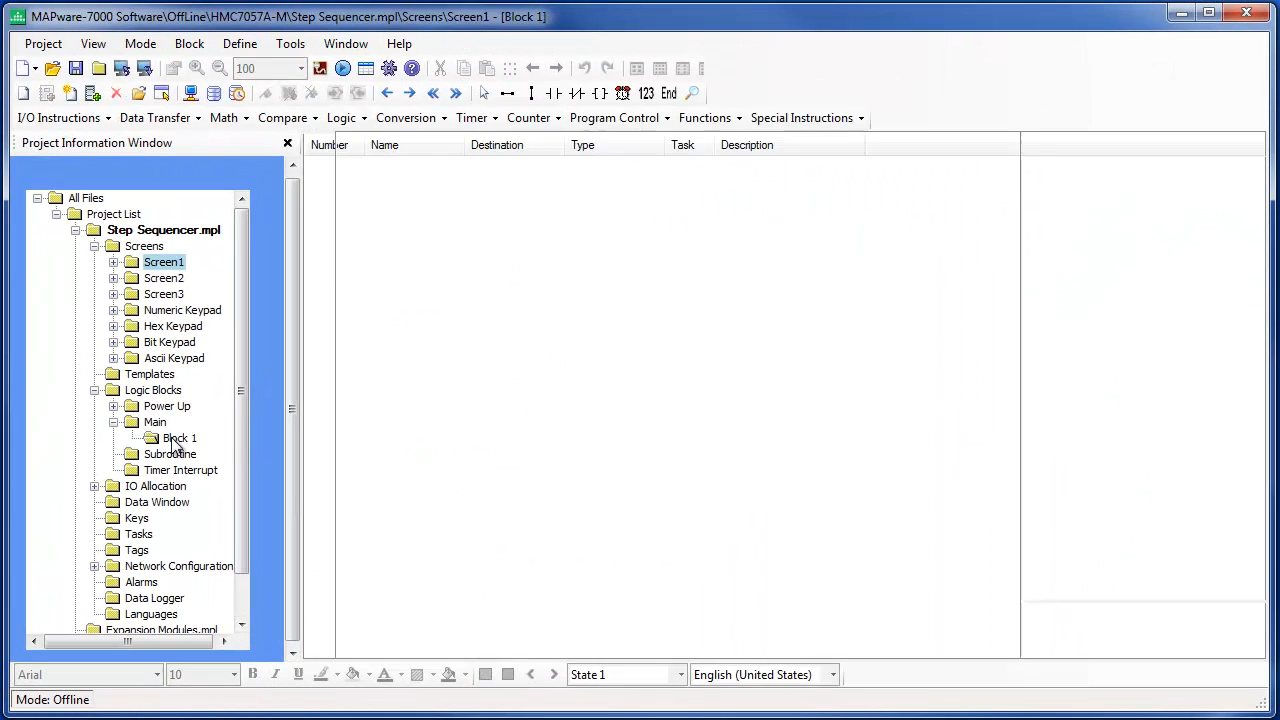 MAPware-7000 Software\OffLine\HMC7057A-M\Step Sequencer.mpl\Screens\Screen1 - [Block 1]
Project View Mode Block Define Tools Window Help
100
123 End
I/O Instructions Data Transfer Math Compare Logic Conversion Timer Counter Program Control Functions Special Instructions
Project Information Window
Number Name Destination Type Task Description
All Files
Project List
Step Sequencer.mpl
Screens
Screen1
Screen2
Screen3
Numeric Keypad
Hex Keypad
Bit Keypad
Ascii Keypad
Templates
Logic Blocks
Power Up
Main
Block 1
Subroutine
Timer Interrupt
IO Allocation
Data Window
Keys
Tasks
Tags
Network Configuration
Alarms
Data Logger
Languages
Expansion Modules.mpl
Arial 10 B I U A State 1 English (United States)
Mode: Offline